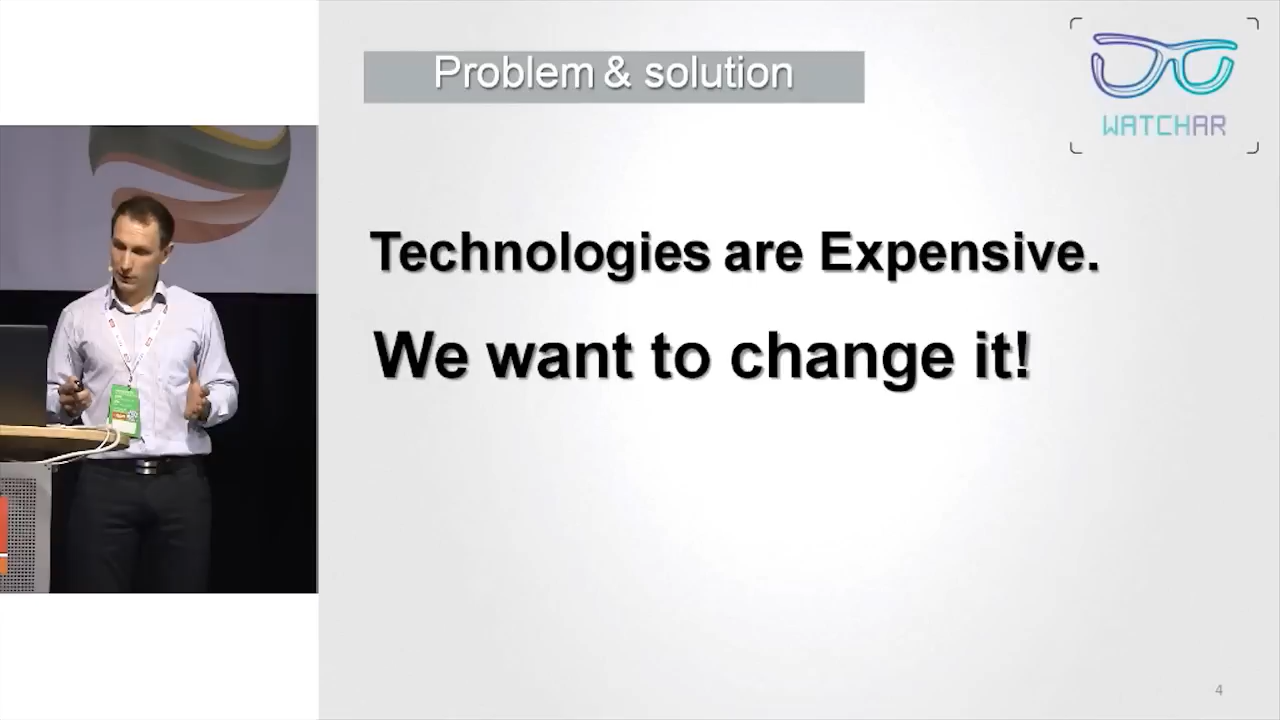 Problem & solution
WATCHAR
Technologies are Expensive.
We want to change it!
4